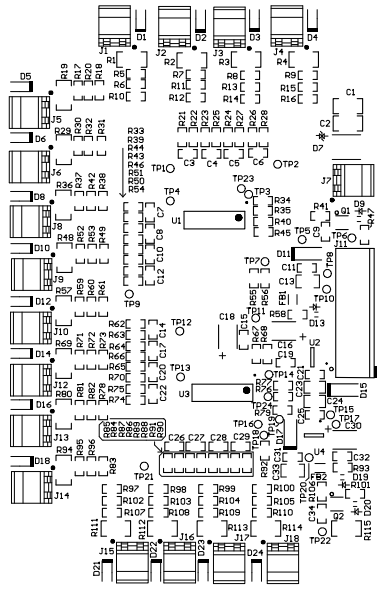 D1 D2 D3 D4
J1 J2 J3 J4
R1 R2 R3 R4
R5 R7 R8 R9
R6 R11 R13 R15
R10 R12 R14 R16
D5 R19 R17 R20 R18 C1
J5 C2
R21 R22 R23 R25 R24 R27 R26 R28
D6 R29 R30 R32 R31 D7
R33
R39
R44
R43
R46
R51
R50
R54
C3 C4 C5 C6
J6 TP1 TP2
R36 R37 R42 R38 J7
D8 TP4 TP23 TP3
J8 C7 U1 R34
R35
R40
R45
R41 Q1 D9 R47
C9 TP6 J11
D10 R48 R52 R53 R49 C8 TP5
C10 D11 TP8
J9 C12 TP7 C11
C13
R57 R59 R60 R61 TP9 R55 R56 FB1 TP10
D12 TP11 R58 D13
J10 R62 C14 TP12 C18 C15
R69 R71 R72 R73 R63
R64
R66
R65
R70
R74
R75
C17 C20 C22
R67 R68
C16 C19 U2
D14 TP13 TP14
J12 C23 C21
R80 R81 R82 R78 U3 R77 R76 D15
D16 TP24 C24
R79 C25 TP15
TP16 TP17
J13 R85 R84 R87 R86 R89 R88 R91 R90 TP19 C30
C26 C27 C28 C29
R94 R95 R96 R83 R92 C33 C31 U4 C32
D18 TP21 R93
J14 TP20 FB2 D19
R97 R98 R99 R100 R101
R102 R103 R104 R105 R106
R107 R108 R109 R110 C34 Q2 D20
R111 R112 R113 R114 TP22 R115
J15 J16 J17 J18
D21 D22 D23 D24